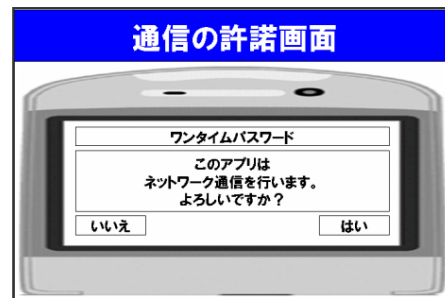 通信の許諾画面
ワンタイムパスワード
このアプリは
ネットワーク通信を行います。
よろしいですか？
いいえ
はい